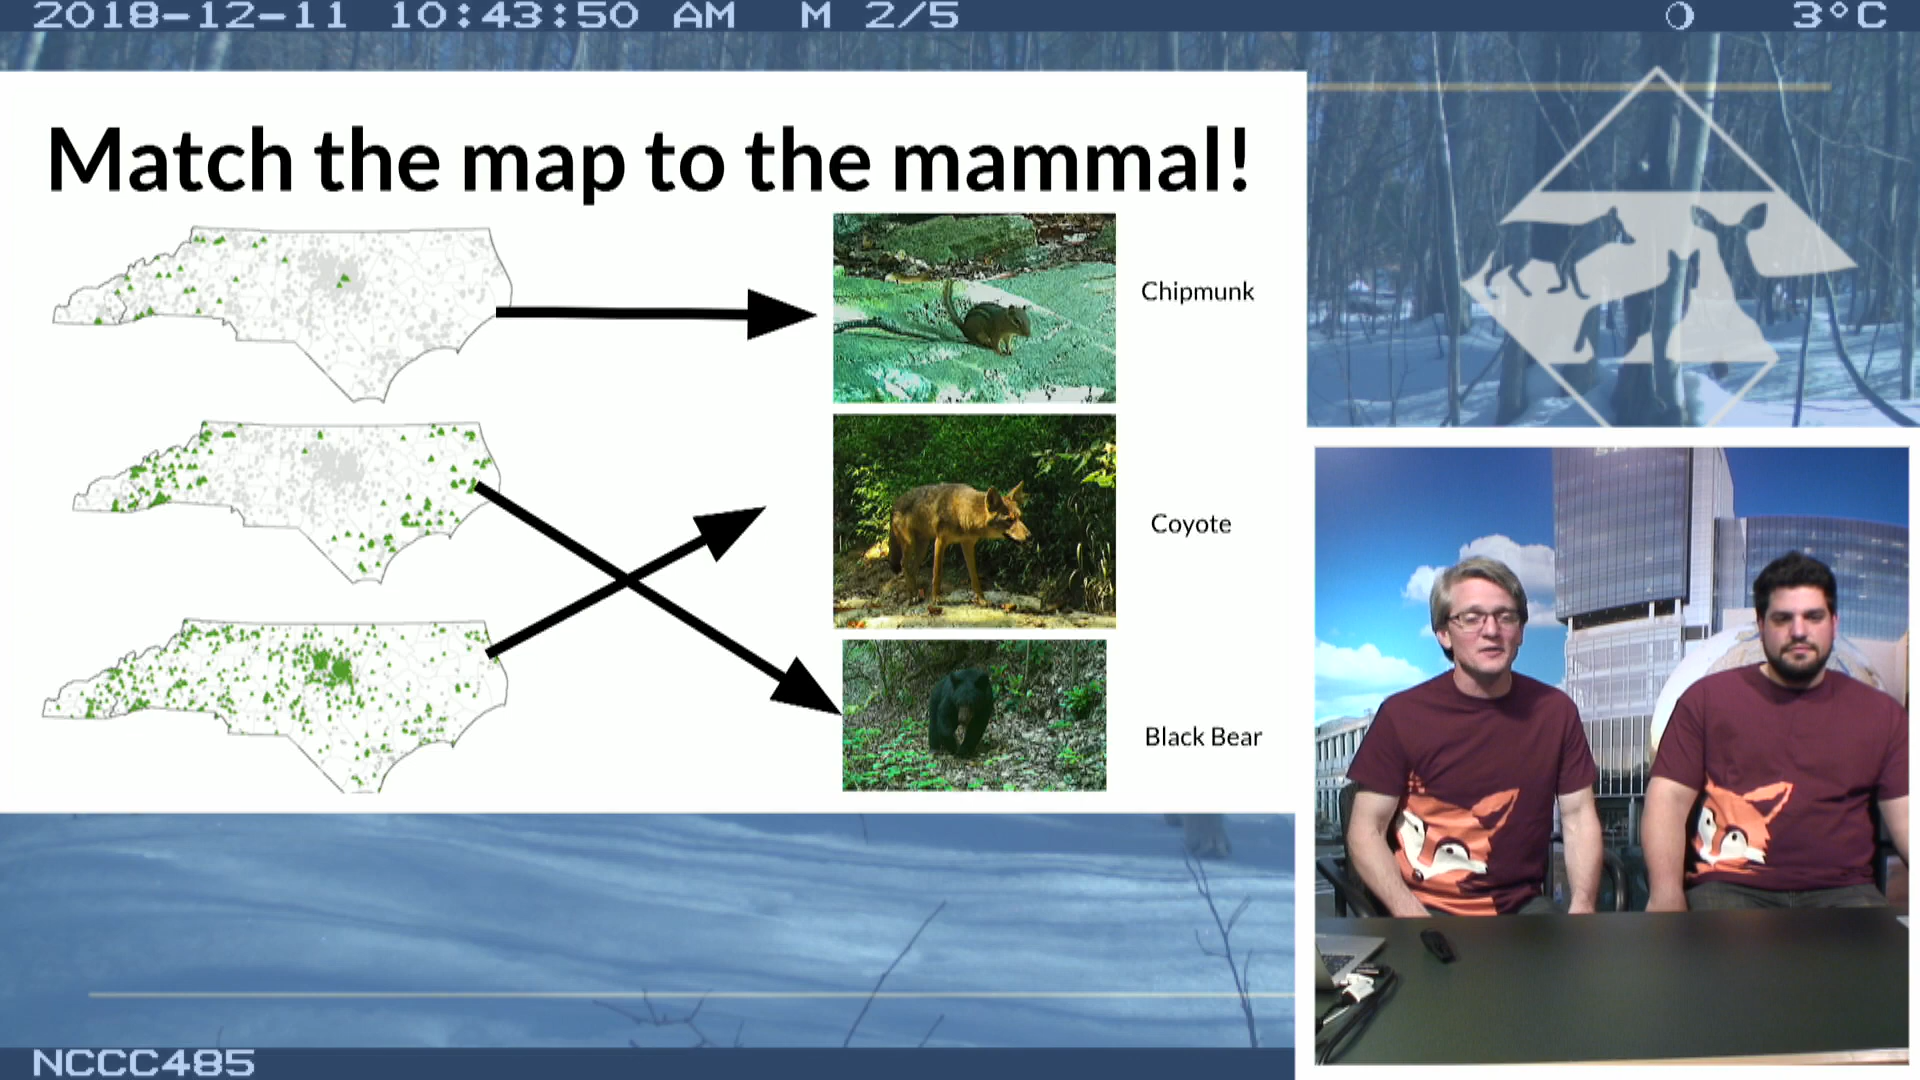 2018-12-11 10:43:50 AM M 2/5 3°C
Match the map to the mammal!
Chipmunk
Coyote
Black Bear
NCCC485